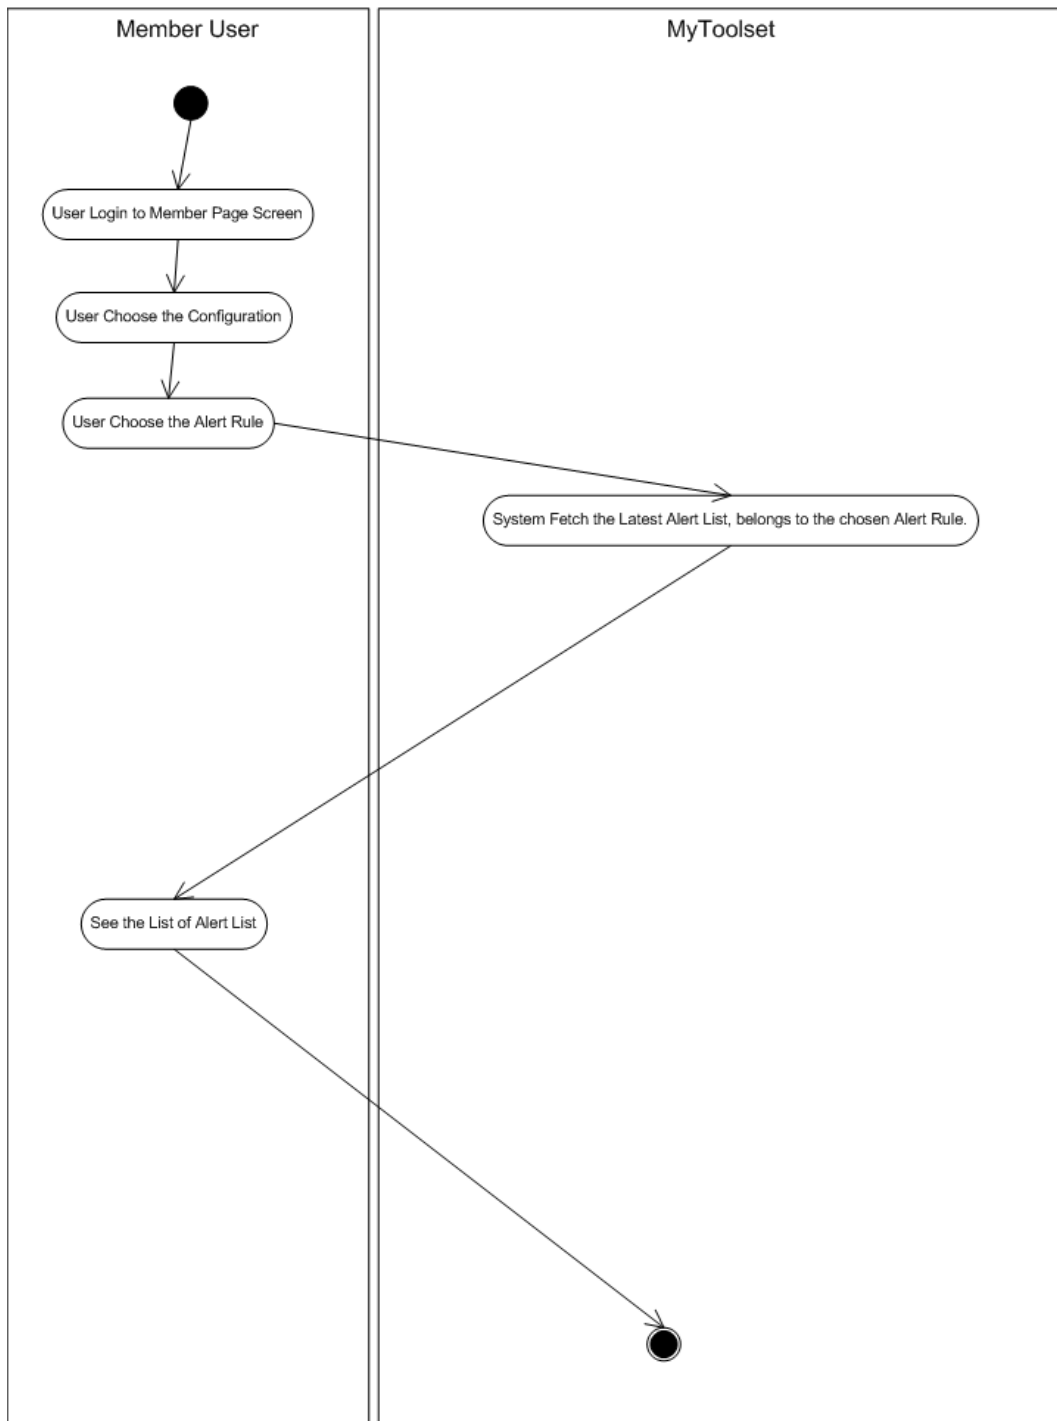 Member User
MyToolset
User Login to Member Page Screen
User Choose the Configuration
User Choose the Alert Rule
System Fetch the Latest Alert List, belongs to the chosen Alert Rule.
See the List of Alert List